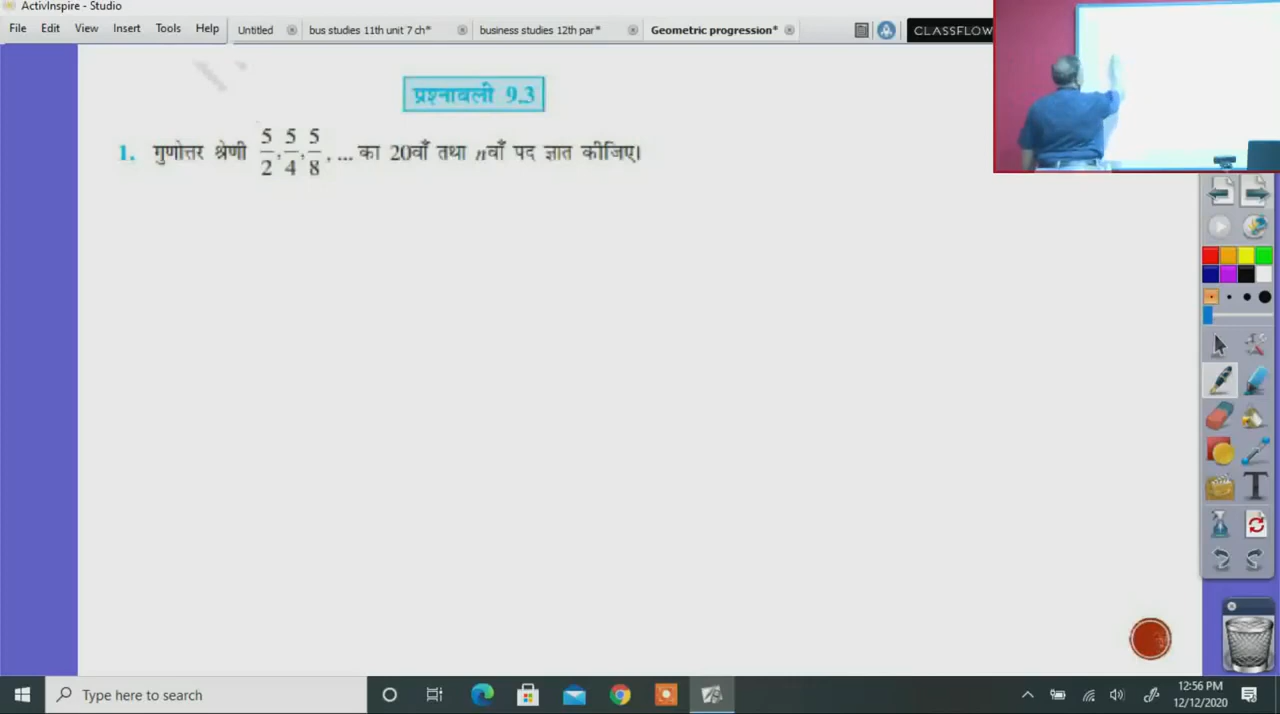 ActivInspire - Studio
File Edit View Insert Tools Help Untitled bus studies 11th unit 7 ch* business studies 12th par* Geometric progression* CLASSFLOW
प्रश्नावली 9.3
1. गुणोत्तर श्रेणी 5/2, 5/4, 5/8, ... का 20वाँ तथा nवाँ पद ज्ञात कीजिए।
T
Type here to search
12:56 PM
12/12/2020